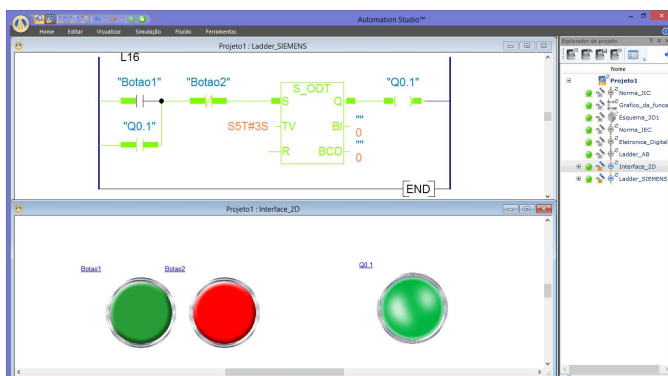 Automation Studio™
Home Editar Visualizar Simulação Fluído Ferramentas
Projeto1 : Ladder_SIEMENS
L16
"Botao1" "Botao2" "Q0.1"
S_ODT
S Q
"Q0.1"
S5T#3S TV BI "" 0
R BCD "" 0
END
Projeto1 : Interface_2D
Botao1 Botao2 Q0.1
Explorador de projeto
Nome
Projeto1
Norma_IIC
Grafico_da_funca
Esquema_3D1
Norma_IEC
Eletronica_Digital
Ladder_AB
Interface_2D
Ladder_SIEMENS